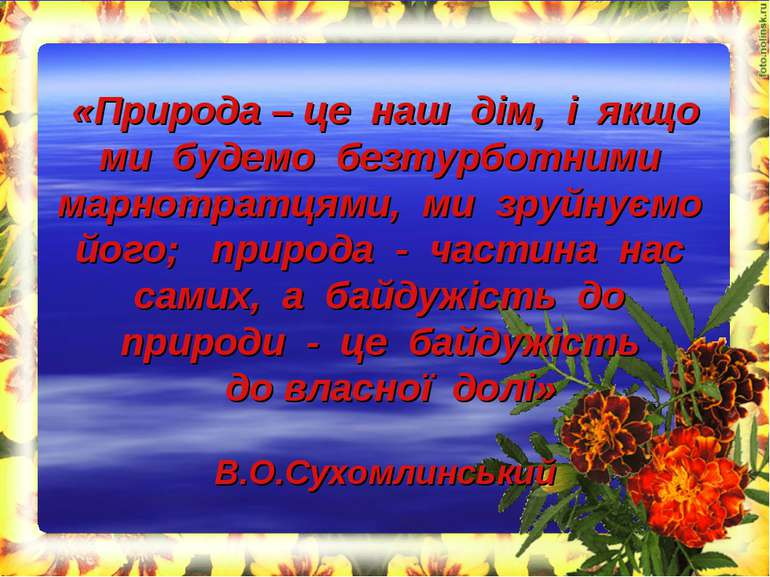 «Природа – це наш дім, і якщо
ми будемо безтурботними
марнотратцями, ми зруйнуємо
його; природа - частина нас
самих, а байдужість до
природи - це байдужість
до власної долі»
В.О.Сухомлинський
foto.nolinsk.ru